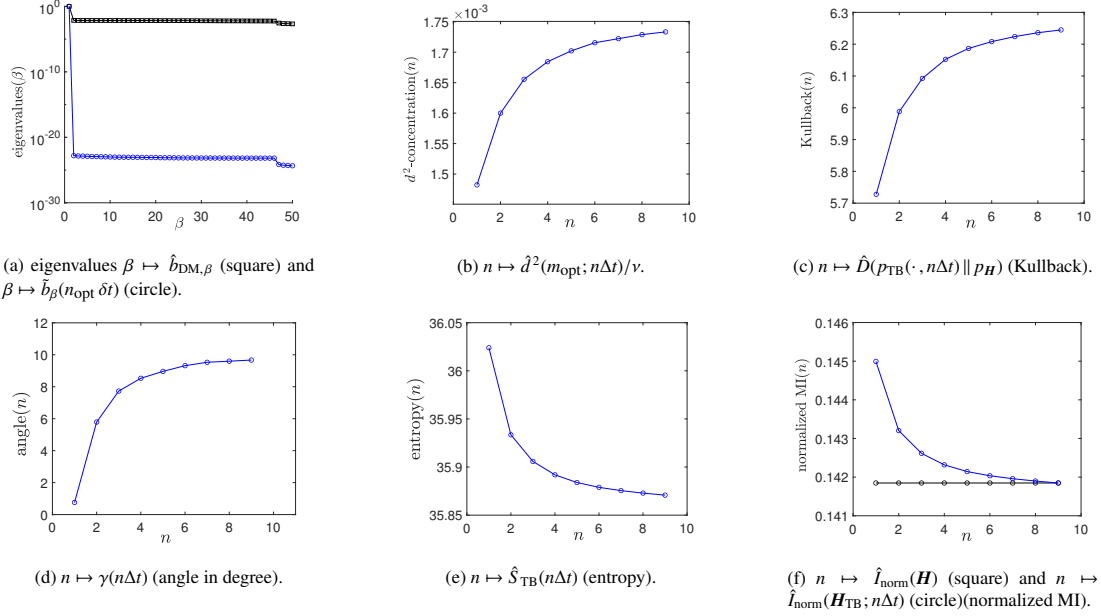 10^0
10^-10
10^-20
10^-30
eigenvalues(β)
0 10 20 30 40 50
β
(a) eigenvalues β ↦ b̂_DM,β (square) and
β ↦ b̃_β(n_opt δt) (circle).
×10^-3
1.75
1.7
1.6
1.5
d²-concentration(n)
0 2 4 6 8 10
n
(b) n ↦ d̂²(m_opt; nΔt)/ν.
6.3
6.2
6.1
6
5.9
5.8
5.7
Kullback(n)
0 2 4 6 8 10
n
(c) n ↦ D̂(p_TB(·, nΔt) ∥ p_H) (Kullback).
12
10
8
6
4
2
0
angle(n)
0 2 4 6 8 10
n
(d) n ↦ γ(nΔt) (angle in degree).
36.05
36
35.95
35.9
35.85
entropy(n)
0 2 4 6 8 10
n
(e) n ↦ Ŝ_TB(nΔt) (entropy).
0.146
0.145
0.144
0.143
0.142
0.141
normalized MI(n)
0 2 4 6 8 10
n
(f) n ↦ Î_norm(H) (square) and n ↦
Î_norm(H_TB; nΔt) (circle)(normalized MI).